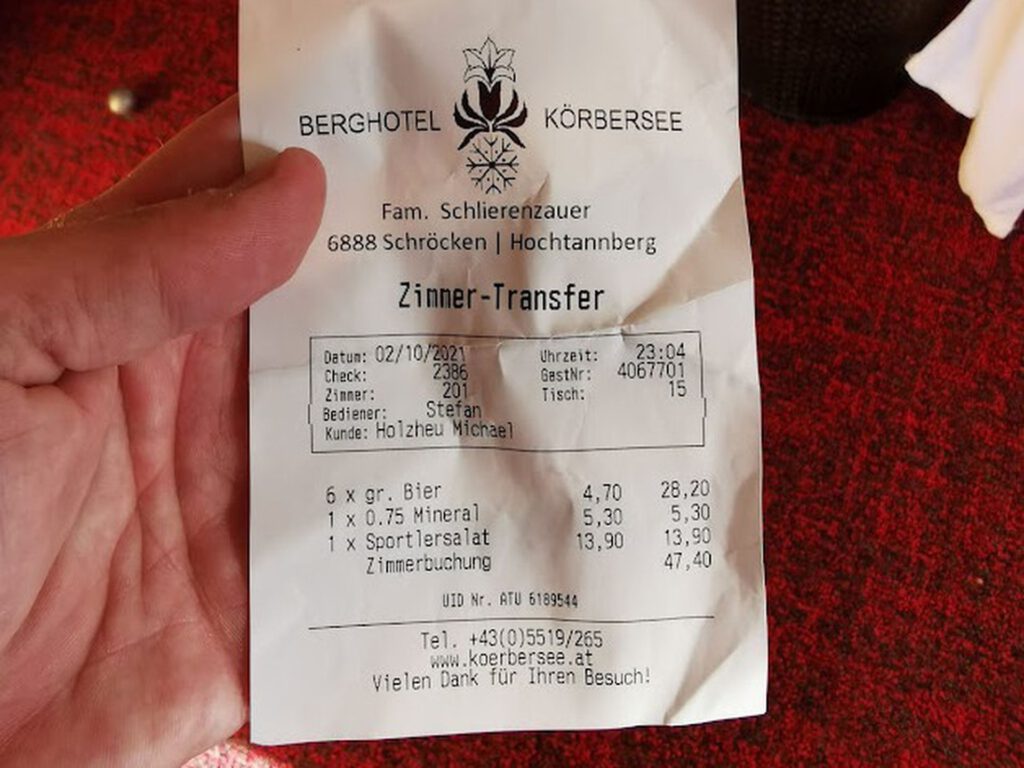 BERGHOTEL KÖRBERSEE
Fam. Schlierenzauer
6888 Schröcken | Hochtannberg
Zimmer-Transfer
Datum: 02/10/2021 Uhrzeit: 23:04
Check: 2386 GastNr: 4067701
Zimmer: 201 Tisch: 15
Bediener: Stefan
Kunde: Holzheu Michael
6 x gr. Bier 4,70 28,20
1 x 0.75 Mineral 5,30 5,30
1 x Sportlersalat 13,90 13,90
Zimmerbuchung 47,40
UID Nr. ATU 6189544
Tel. +43(0)5519/265
www.koerbersee.at
Vielen Dank für Ihren Besuch!